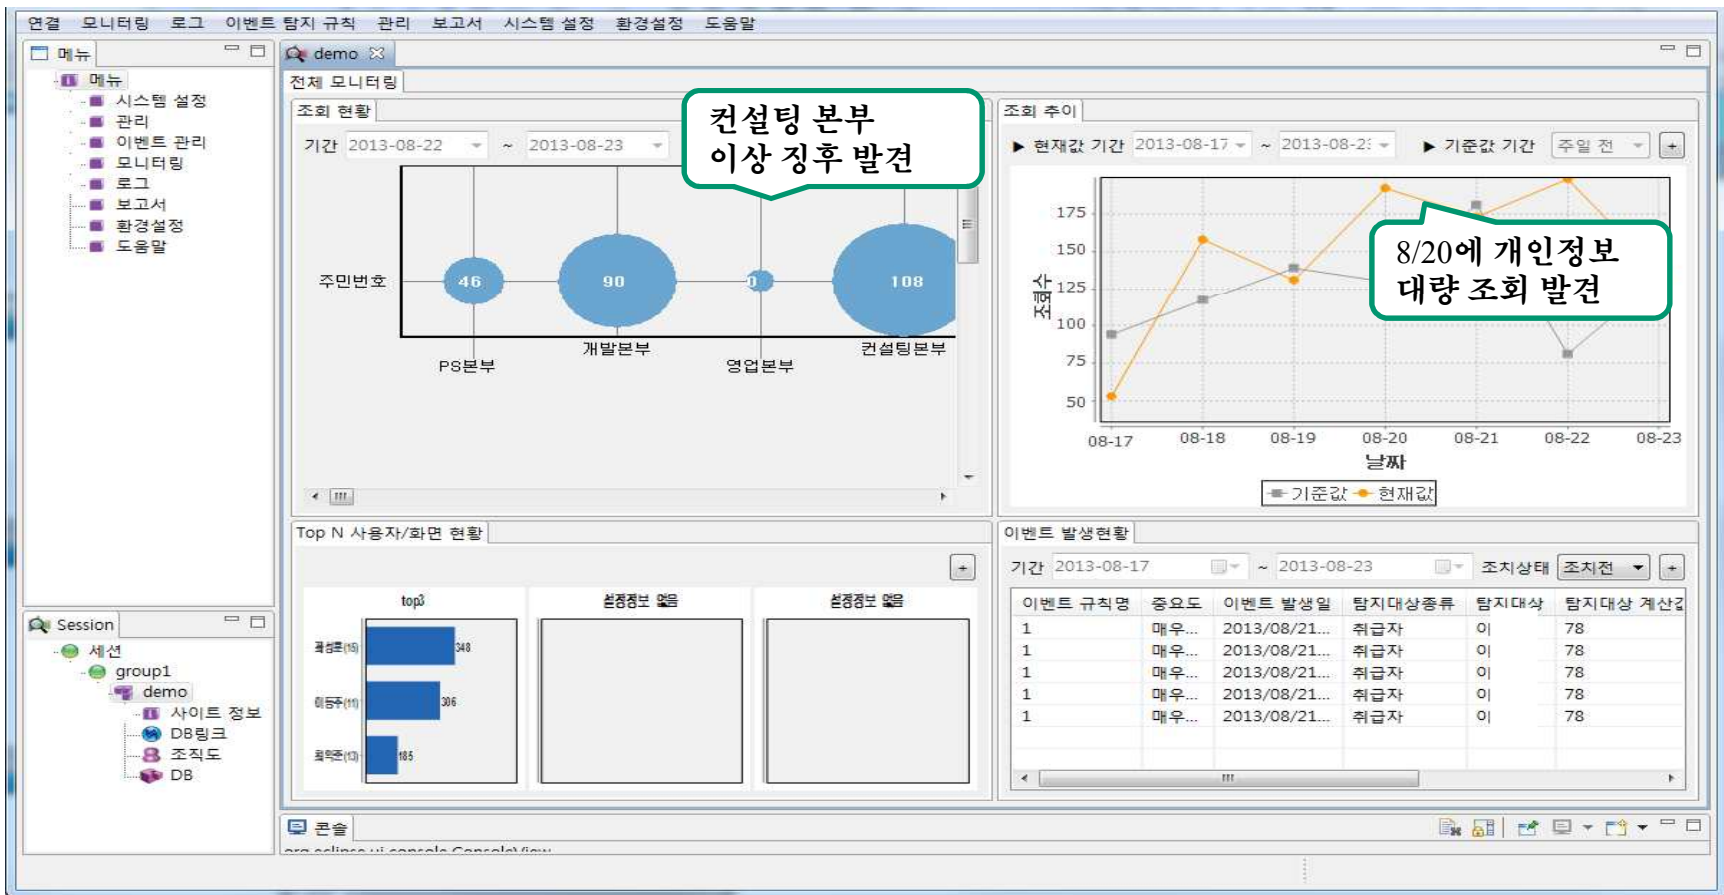 연결 모니터링 로그 이벤트 탐지 규칙 관리 보고서 시스템 설정 환경설정 도움말
메뉴
메뉴
시스템 설정
관리
이벤트 관리
모니터링
로그
보고서
환경설정
도움말
Session
세션
group1
demo
사이트 정보
DB링크
조직도
DB
demo
전체 모니터링
조회 현황
기간 2013-08-22 ~ 2013-08-23
컨설팅 본부
이상 징후 발견
주민번호
46 90 0 108
PS본부 개발본부 영업본부 컨설팅본부
조회 추이
▶ 현재값 기간 2013-08-17 ~ 2013-08-2 ▶ 기준값 기간 주일 전 +
8/20에 개인정보
대량 조회 발견
조회수
175
150
125
100
75
50
08-17 08-18 08-19 08-20 08-21 08-22 08-23
날짜
기준값 현재값
Top N 사용자/화면 현황
+
top3 설정정보 없음 설정정보 없음
(15) 348
(11) 306
(13) 185
이벤트 발생현황
기간 2013-08-17 ~ 2013-08-23 조치상태 조치전 +
이벤트 규칙명 중요도 이벤트 발생일 탐지대상종류 탐지대상 탐지대상 계산값
1 매우... 2013/08/21... 취급자 이 78
1 매우... 2013/08/21... 취급자 이 78
1 매우... 2013/08/21... 취급자 이 78
1 매우... 2013/08/21... 취급자 이 78
1 매우... 2013/08/21... 취급자 이 78
콘솔
org.eclipse.ui.console.ConsoleView